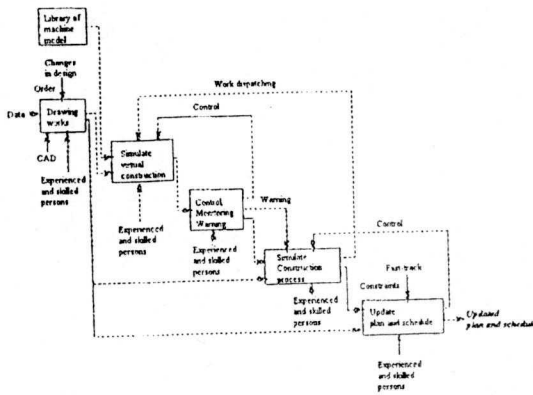 Library of
machine
model
Changes
in design
Order
Data
Drawing
works
CAD
Experienced
and skilled
persons
Work dispatching
Control
Simulate
virtual
construction
Experienced
and skilled
persons
Control
Monitoring
Warning
Warning
Experienced
and skilled
persons
Control
Simulate
Construction
process
Experienced
and skilled
persons
Fast-track
Constraints
Update
plan and schedule
Updated
plan and schedule
Experienced
and skilled
persons